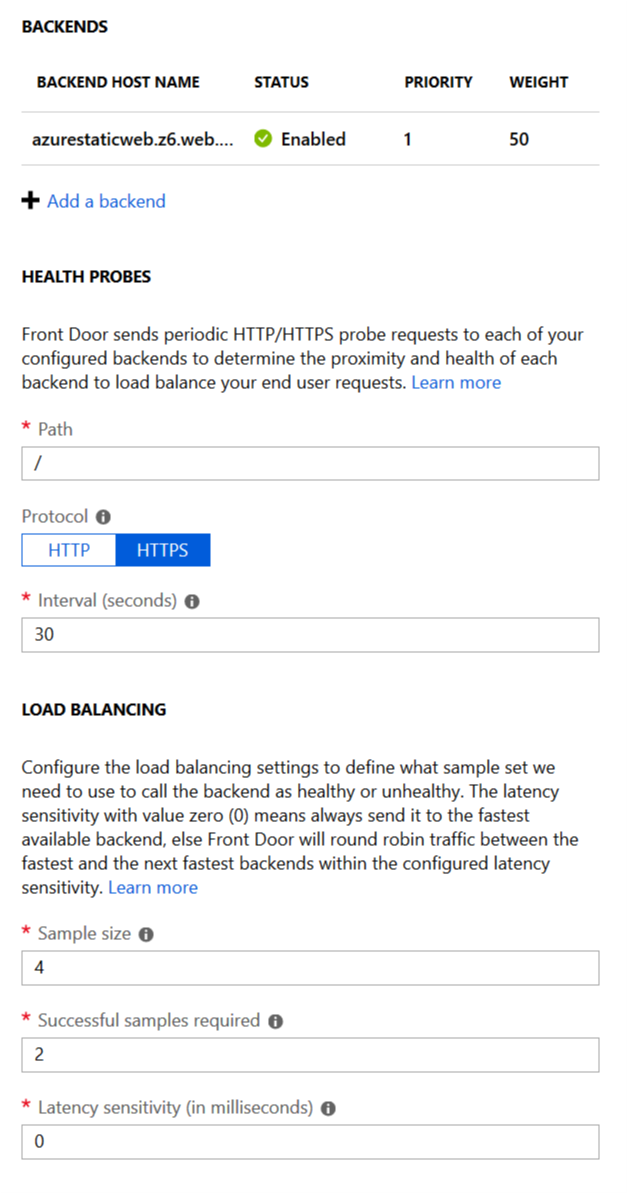 BACKENDS
BACKEND HOST NAME STATUS PRIORITY WEIGHT
azurestaticweb.z6.web.... Enabled 1 50
Add a backend
HEALTH PROBES
Front Door sends periodic HTTP/HTTPS probe requests to each of your
configured backends to determine the proximity and health of each
backend to load balance your end user requests. Learn more
* Path
/
Protocol
HTTP HTTPS
* Interval (seconds)
30
LOAD BALANCING
Configure the load balancing settings to define what sample set we
need to use to call the backend as healthy or unhealthy. The latency
sensitivity with value zero (0) means always send it to the fastest
available backend, else Front Door will round robin traffic between the
fastest and the next fastest backends within the configured latency
sensitivity. Learn more
* Sample size
4
* Successful samples required
2
* Latency sensitivity (in milliseconds)
0